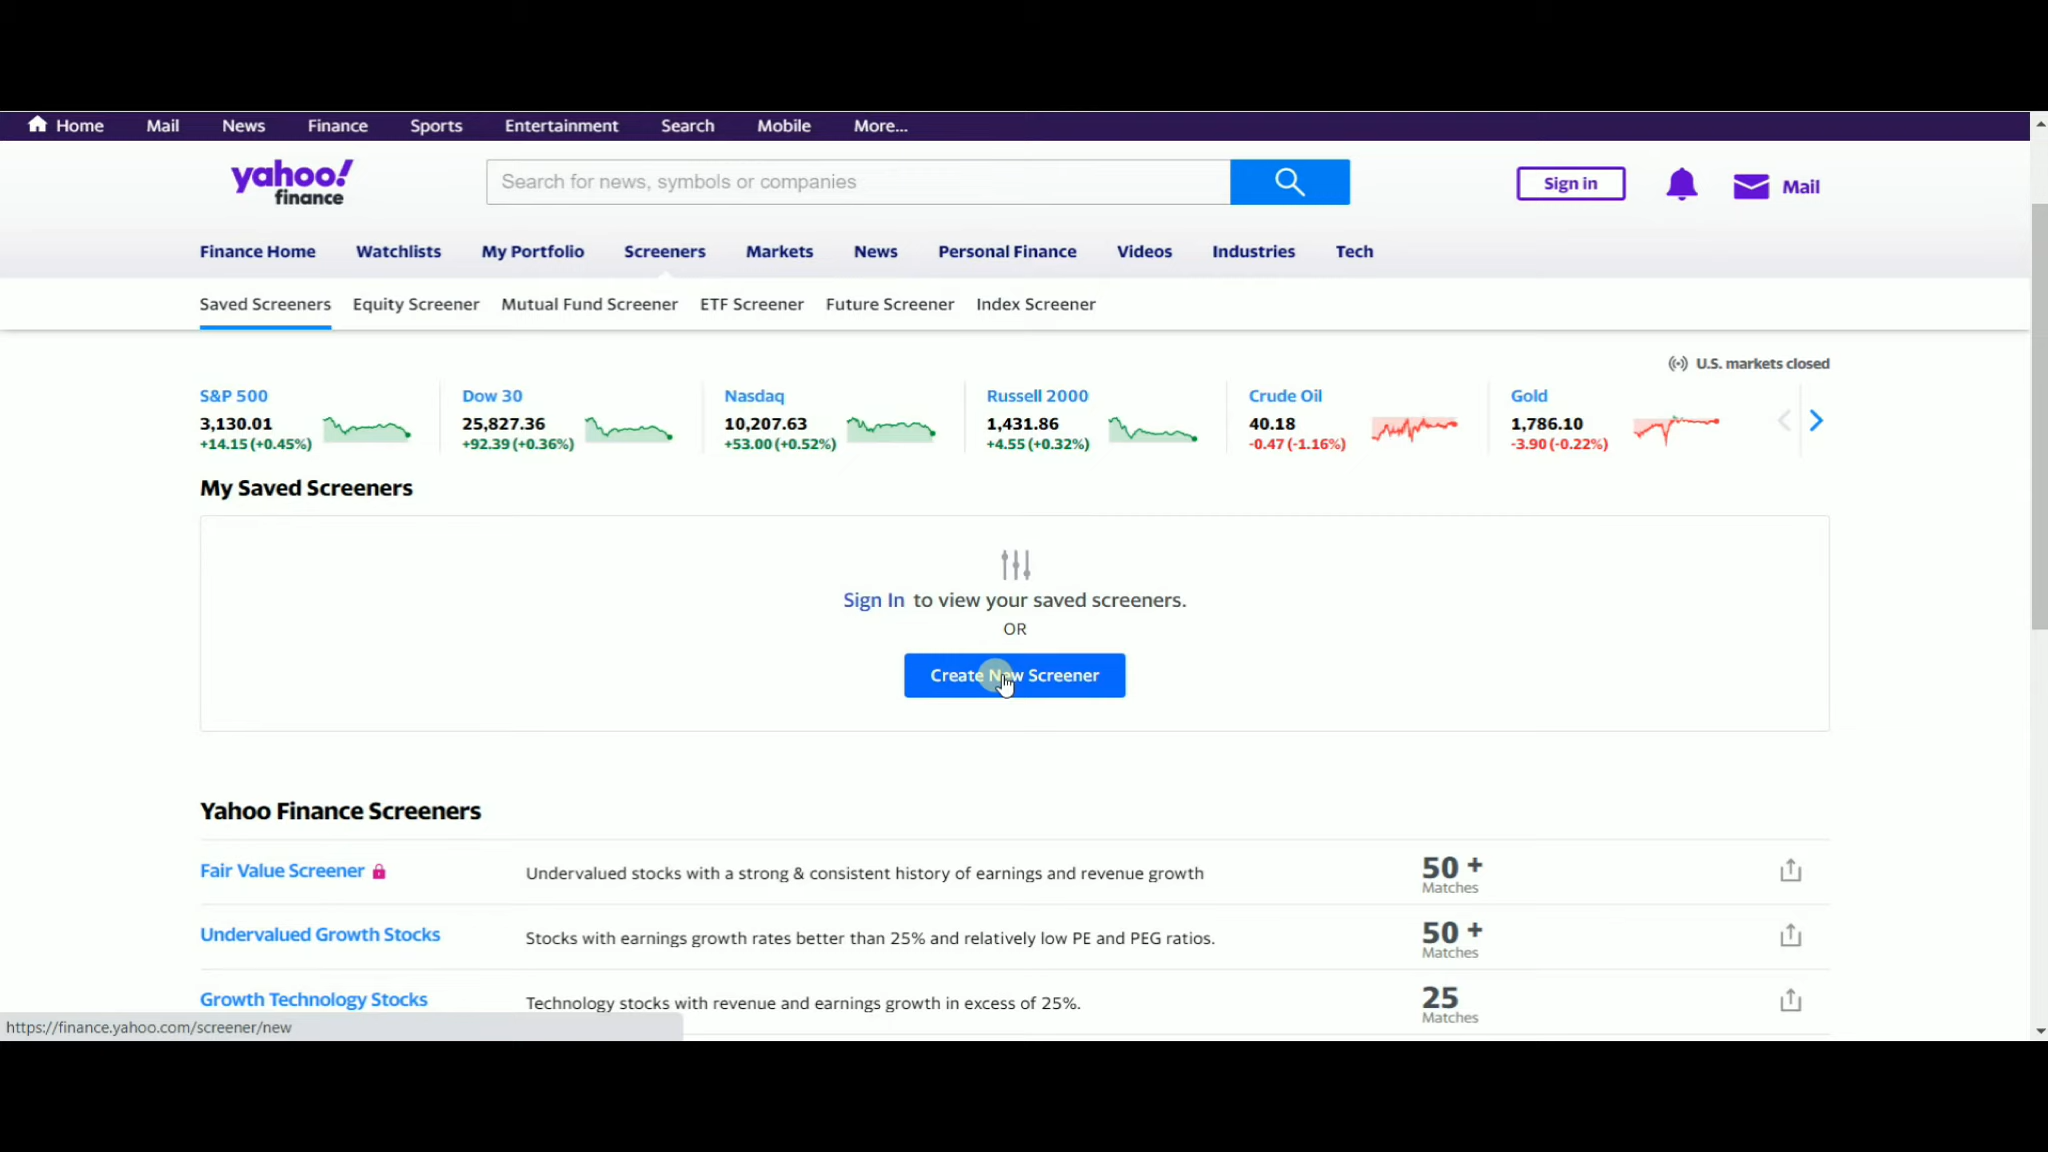 Home Mail News Finance Sports Entertainment Search Mobile More...
yahoo!
finance
Search for news, symbols or companies
Sign in
Mail
Finance Home Watchlists My Portfolio Screeners Markets News Personal Finance Videos Industries Tech
Saved Screeners Equity Screener Mutual Fund Screener ETF Screener Future Screener Index Screener
U.S. markets closed
S&P 500 Dow 30 Nasdaq Russell 2000 Crude Oil Gold
3,130.01 25,827.36 10,207.63 1,431.86 40.18 1,786.10
+14.15 (+0.45%) +92.39 (+0.36%) +53.00 (+0.52%) +4.55 (+0.32%) -0.47 (-1.16%) -3.90 (-0.22%)
My Saved Screeners
Sign In to view your saved screeners.
OR
Create New Screener
Yahoo Finance Screeners
Fair Value Screener Undervalued stocks with a strong & consistent history of earnings and revenue growth 50 +
Matches
Undervalued Growth Stocks Stocks with earnings growth rates better than 25% and relatively low PE and PEG ratios. 50 +
Matches
Growth Technology Stocks Technology stocks with revenue and earnings growth in excess of 25%. 25
Matches
https://finance.yahoo.com/screener/new